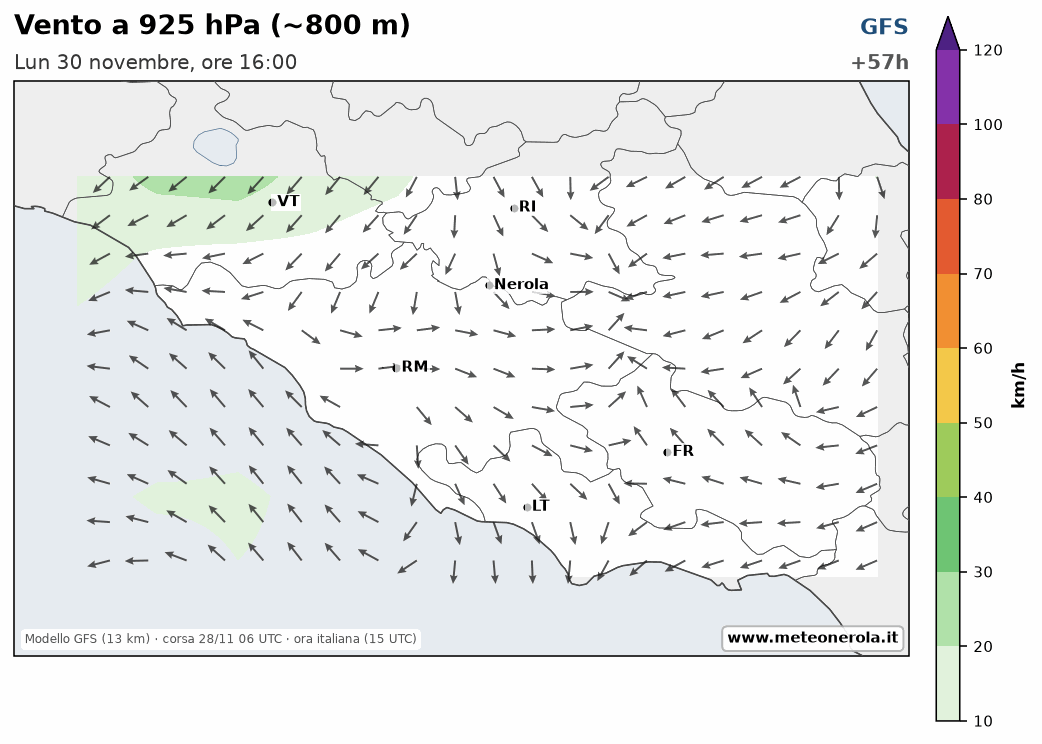 Vento a 925 hPa (~800 m)
GFS
Lun 30 novembre, ore 16:00
+57h
VT
RI
Nerola
RM
FR
LT
Modello GFS (13 km) · corsa 28/11 06 UTC · ora italiana (15 UTC)
www.meteonerola.it
120
100
80
70
60
50
40
30
20
10
km/h